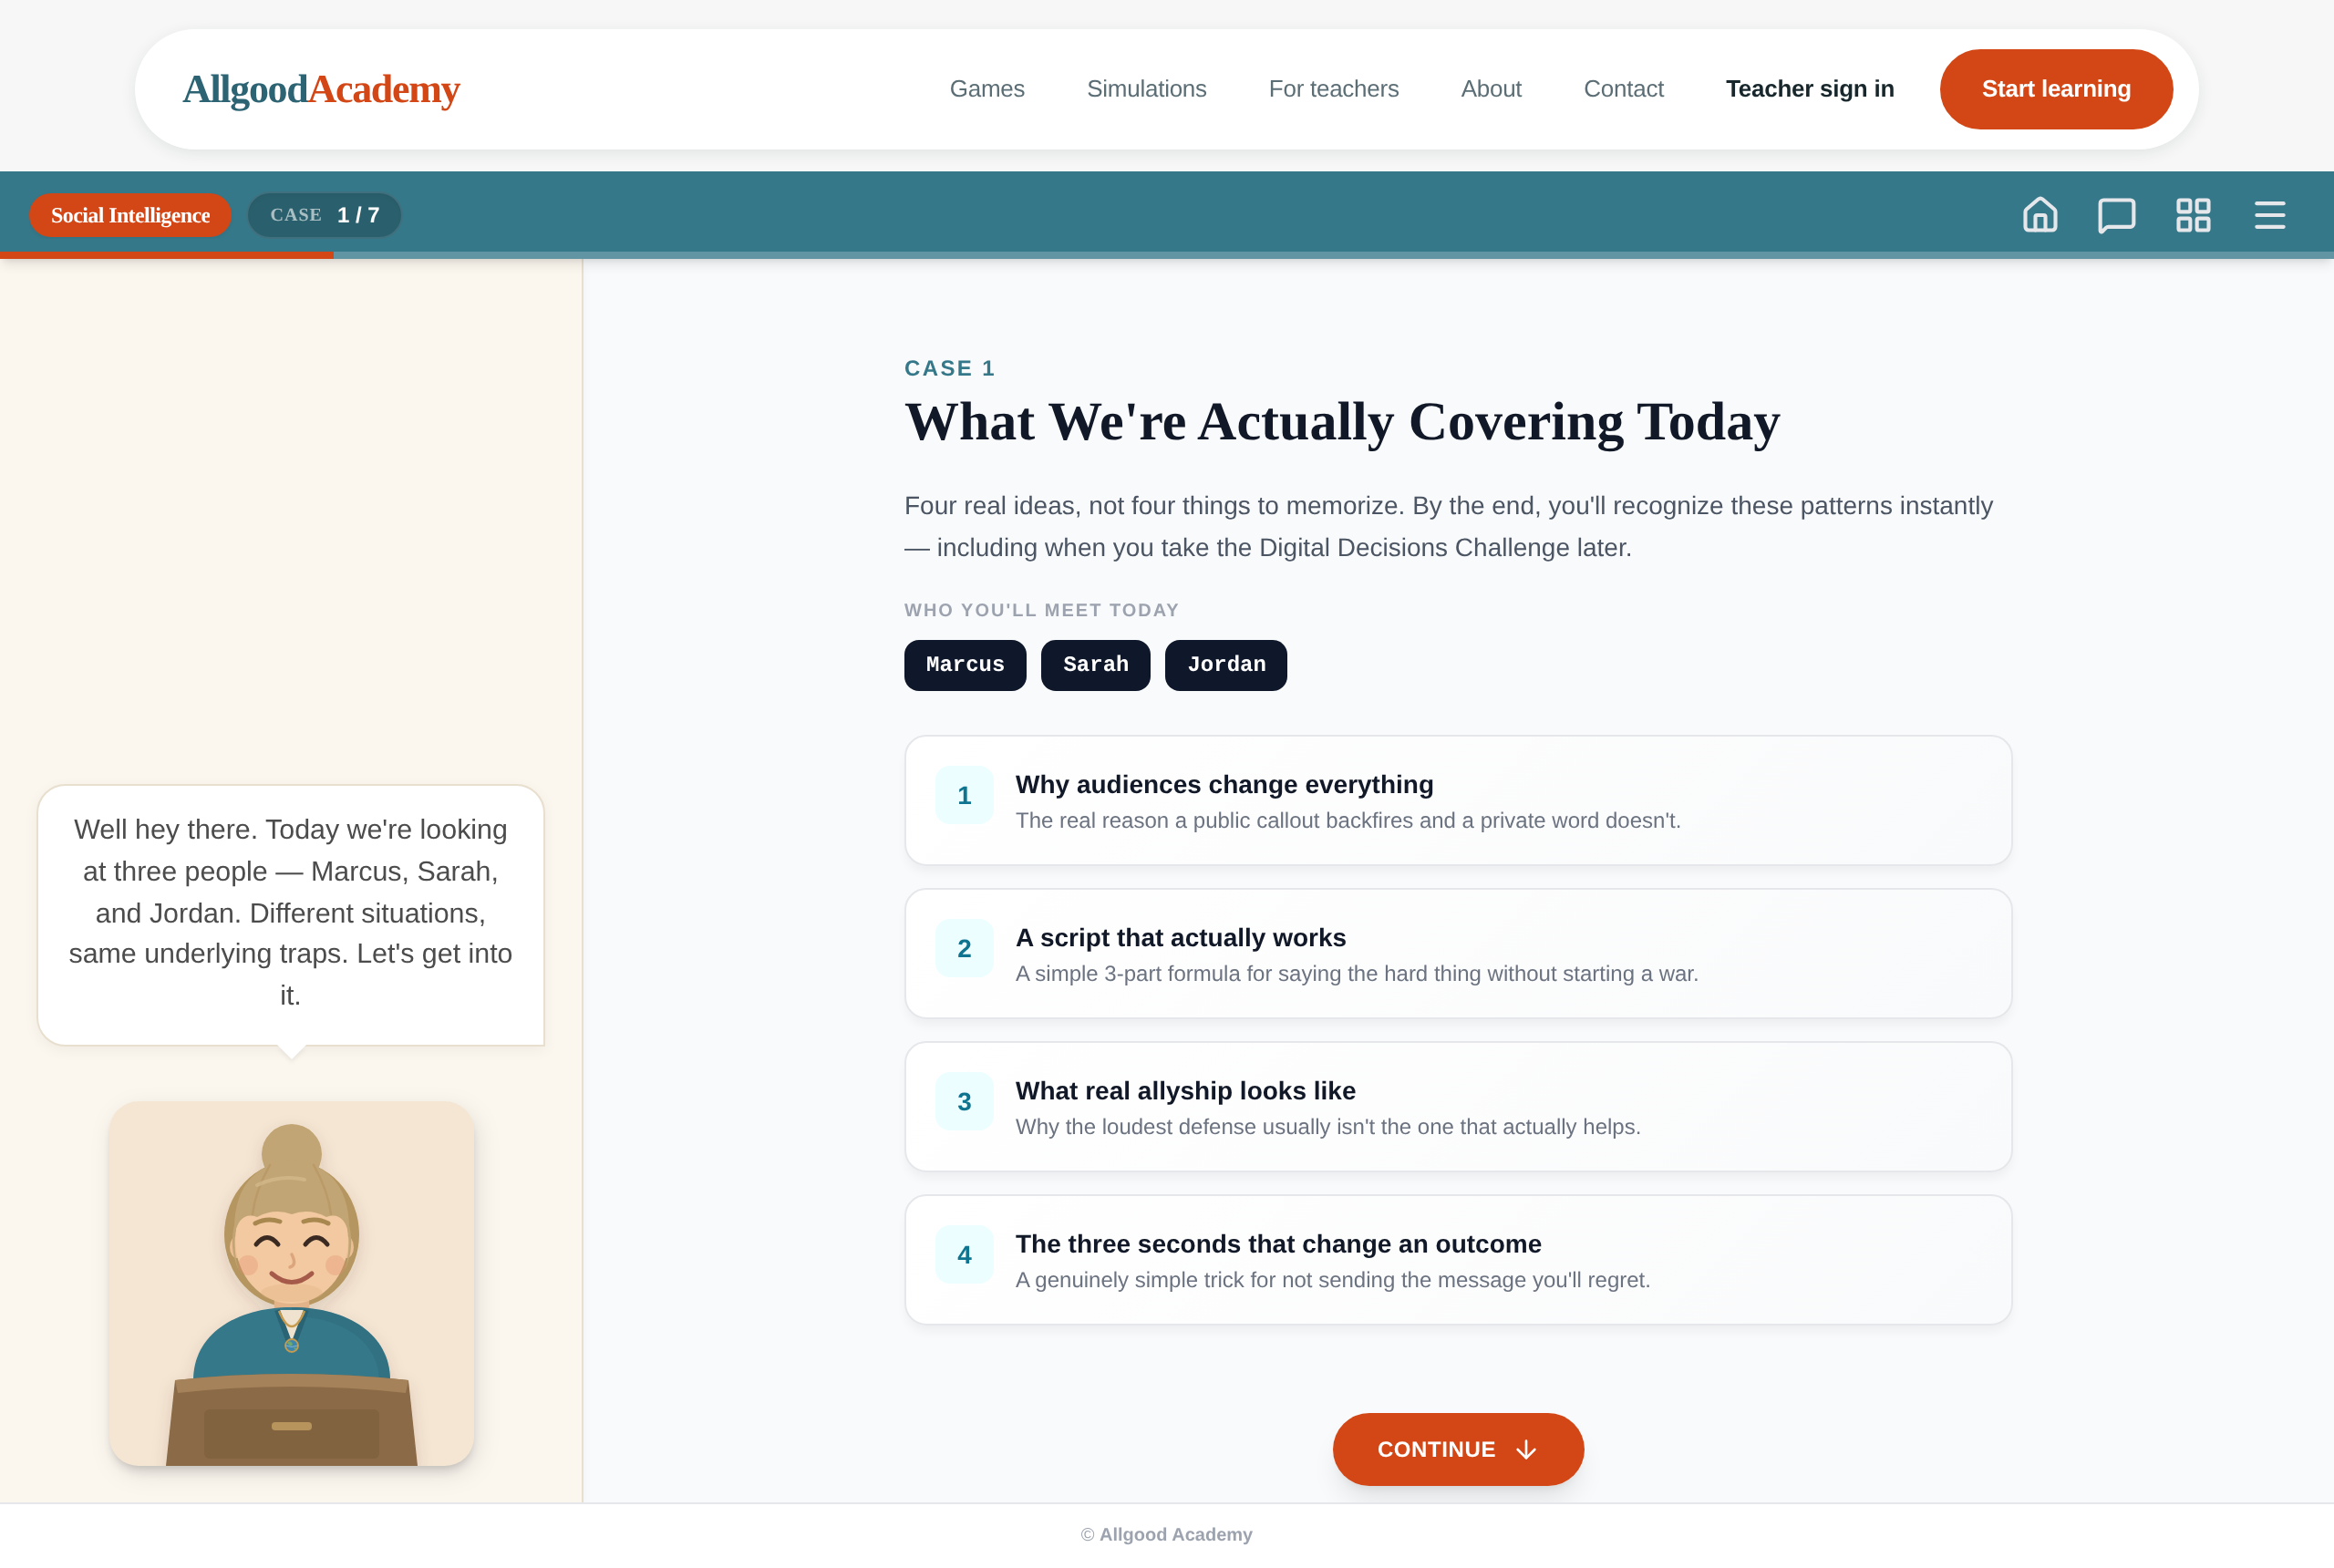 AllgoodAcademy
Games Simulations For teachers About Contact Teacher sign in Start learning
Social Intelligence CASE 1 / 7
Well hey there. Today we're looking
at three people — Marcus, Sarah,
and Jordan. Different situations,
same underlying traps. Let's get into
it.
CASE 1
What We're Actually Covering Today
Four real ideas, not four things to memorize. By the end, you'll recognize these patterns instantly
— including when you take the Digital Decisions Challenge later.
WHO YOU'LL MEET TODAY
Marcus Sarah Jordan
1 Why audiences change everything
The real reason a public callout backfires and a private word doesn't.
2 A script that actually works
A simple 3-part formula for saying the hard thing without starting a war.
3 What real allyship looks like
Why the loudest defense usually isn't the one that actually helps.
4 The three seconds that change an outcome
A genuinely simple trick for not sending the message you'll regret.
CONTINUE
© Allgood Academy